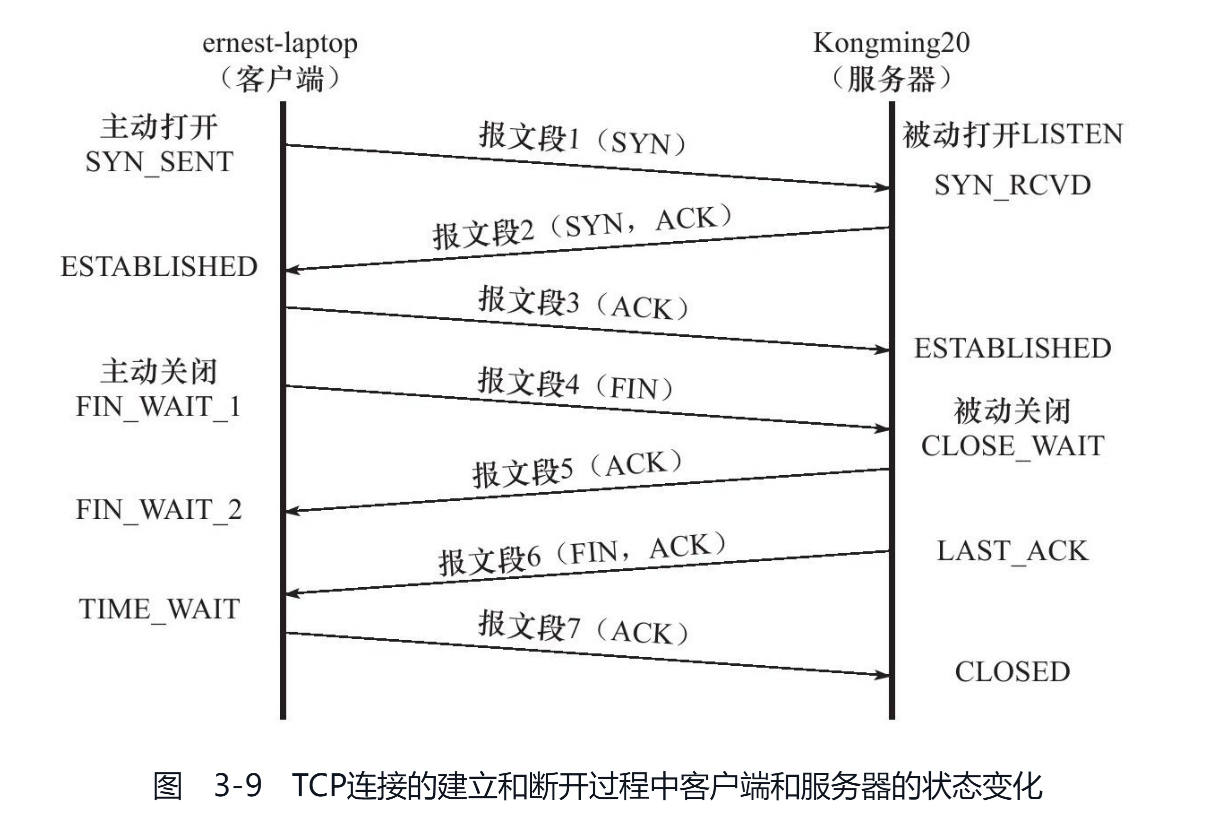 ernest-laptop
（客户端）
Kongming20
（服务器）
主动打开
SYN_SENT
报文段1（SYN）
被动打开LISTEN
SYN_RCVD
报文段2（SYN，ACK）
ESTABLISHED
报文段3（ACK）
ESTABLISHED
主动关闭
FIN_WAIT_1
报文段4（FIN）
被动关闭
CLOSE_WAIT
报文段5（ACK）
FIN_WAIT_2
报文段6（FIN，ACK）
LAST_ACK
TIME_WAIT
报文段7（ACK）
CLOSED
图 3-9 TCP连接的建立和断开过程中客户端和服务器的状态变化